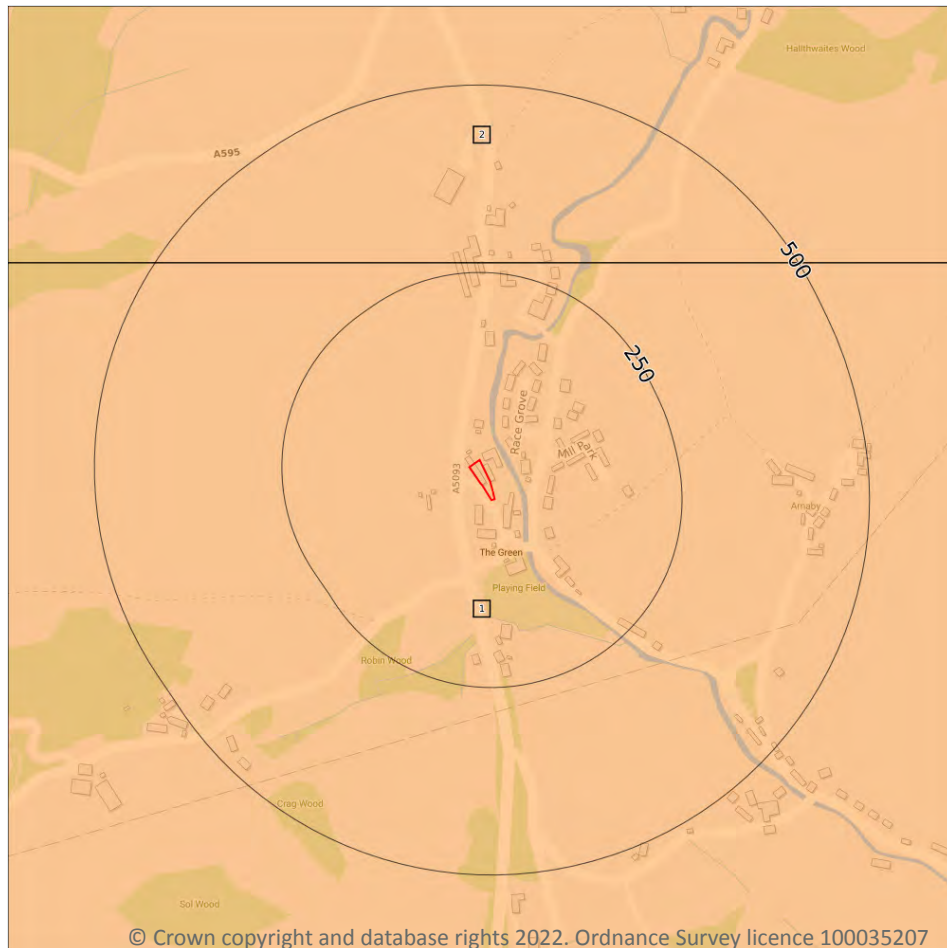 Hallthwaites Wood
2
A595
500
250
Race Grove
Mill Park
A5093
Arnaby
The Green
Playing Field
1
Robin Wood
Crag Wood
Sol Wood
© Crown copyright and database rights 2022. Ordnance Survey licence 100035207